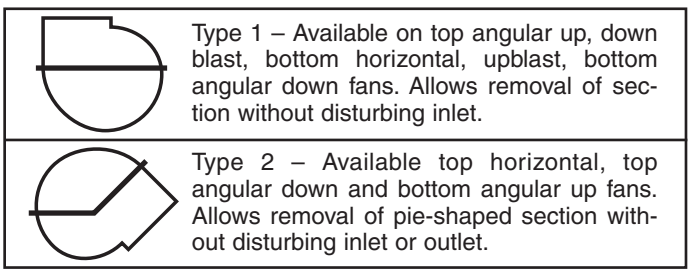 Type 1 – Available on top angular up, down
blast, bottom horizontal, upblast, bottom
angular down fans. Allows removal of sec-
tion without disturbing inlet.
Type 2 – Available top horizontal, top
angular down and bottom angular up fans.
Allows removal of pie-shaped section with-
out disturbing inlet or outlet.